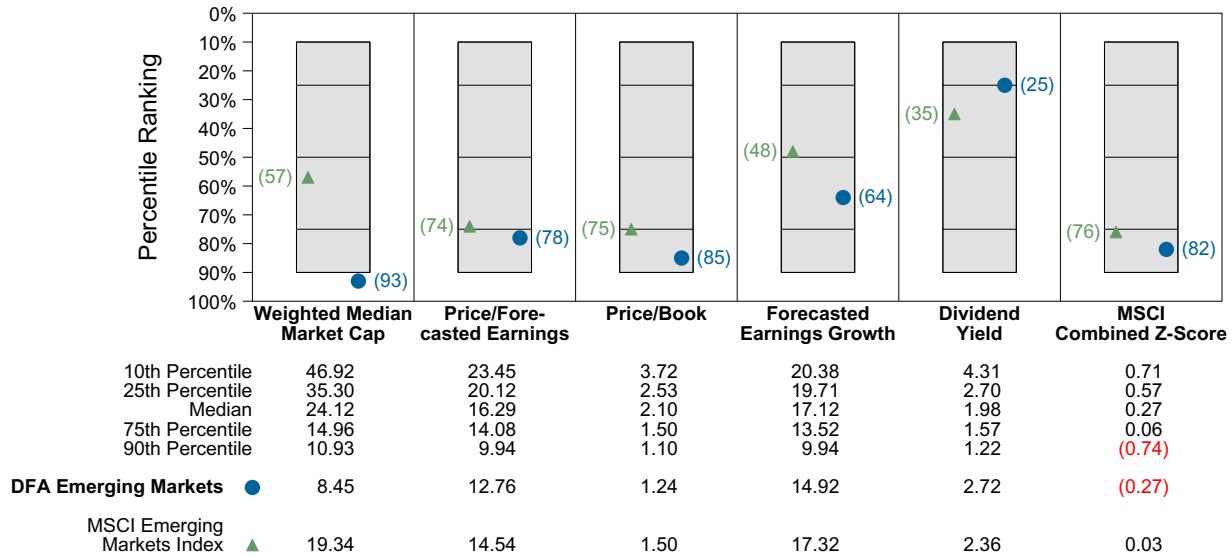 Percentile Ranking
0%
10%
20%
30%
40%
50%
60%
70%
80%
90%
100%
(57)
(93)
(74)
(78)
(75)
(85)
(48)
(64)
(35)
(25)
(76)
(82)
Weighted Median
Market Cap
Price/Fore-
casted Earnings
Price/Book
Forecasted
Earnings Growth
Dividend
Yield
MSCI
Combined Z-Score
10th Percentile 46.92 23.45 3.72 20.38 4.31 0.71
25th Percentile 35.30 20.12 2.53 19.71 2.70 0.57
Median 24.12 16.29 2.10 17.12 1.98 0.27
75th Percentile 14.96 14.08 1.50 13.52 1.57 0.06
90th Percentile 10.93 9.94 1.10 9.94 1.22 (0.74)
DFA Emerging Markets 8.45 12.76 1.24 14.92 2.72 (0.27)
MSCI Emerging
Markets Index 19.34 14.54 1.50 17.32 2.36 0.03